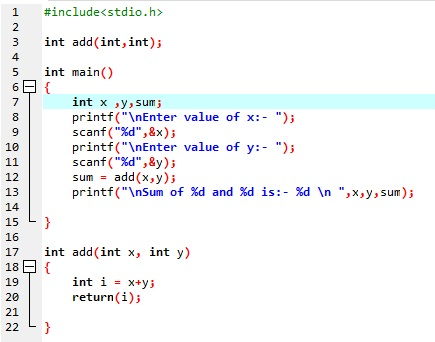 1 #include<stdio.h>
2
3 int add(int,int);
4
5 int main()
6 {
7 int x ,y,sum;
8 printf("\nEnter value of x:- ");
9 scanf("%d",&x);
10 printf("\nEnter value of y:- ");
11 scanf("%d",&y);
12 sum = add(x,y);
13 printf("\nSum of %d and %d is:- %d \n ",x,y,sum);
14
15 }
16
17 int add(int x, int y)
18 {
19 int i = x+y;
20 return(i);
21
22 }